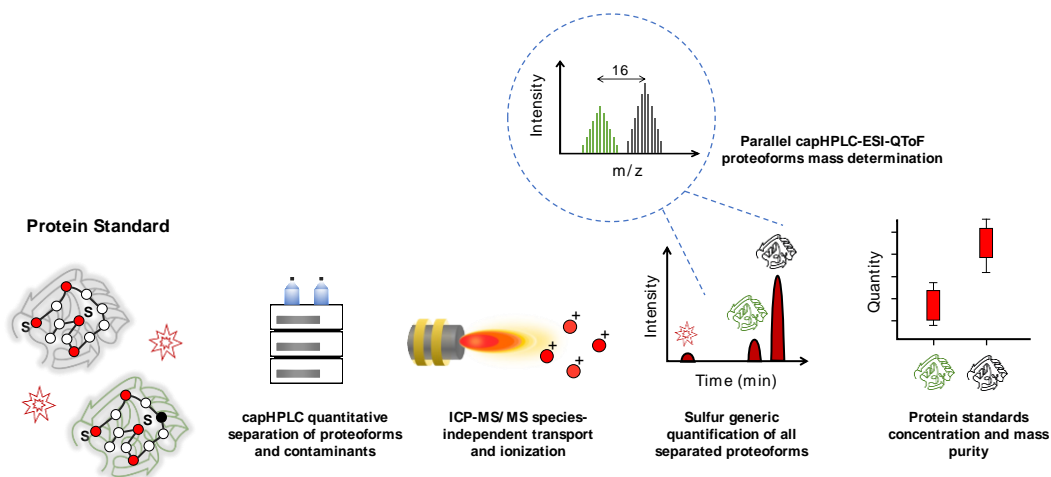 Protein Standard
S
S
S
S
capHPLC quantitative
separation of proteoforms
and contaminants
+
+
+
+
ICP-MS/ MS species-
independent transport
and ionization
Intensity
16
m/z
Parallel capHPLC-ESI-QToF
proteoforms mass determination
Intensity
Time (min)
Sulfur generic
quantification of all
separated proteoforms
Quantity
Protein standards
concentration and mass
purity